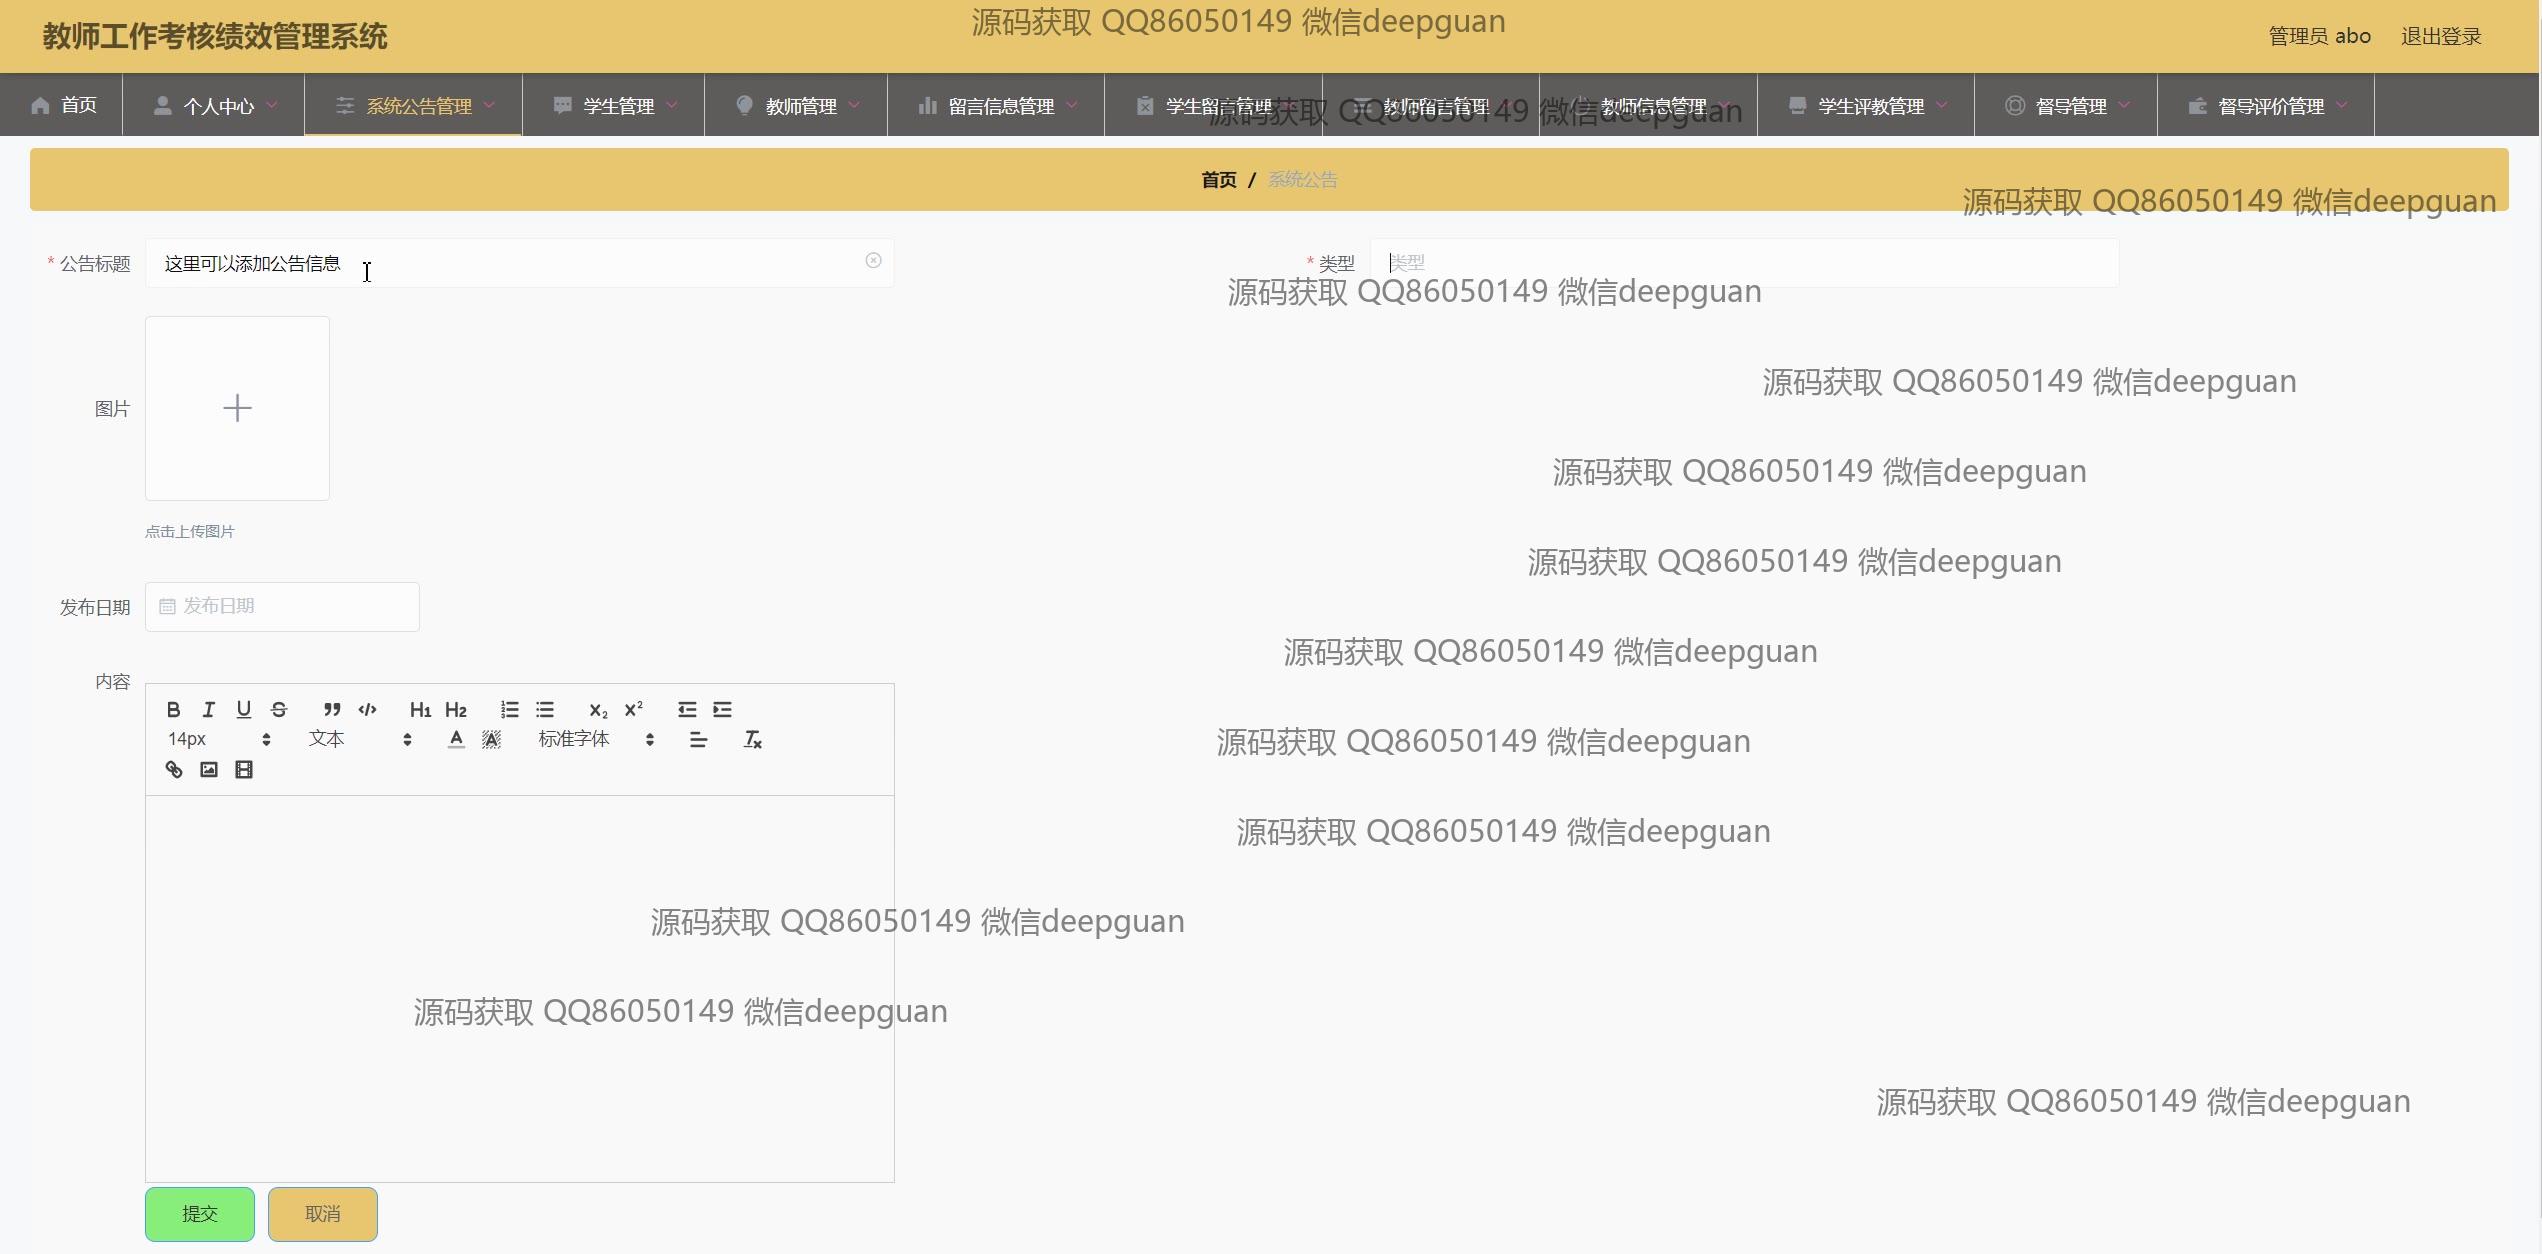 教师工作考核绩效管理系统
源码获取 QQ86050149 微信deepguan
管理员 abo
退出登录
首页
个人中心
系统公告管理
学生管理
教师管理
留言信息管理
学生留言管理
教师留言管理
教师信息管理
学生评教管理
督导管理
督导评价管理
源码获取 QQ86050149 微信deepguan
首页 / 系统公告
源码获取 QQ86050149 微信deepguan
* 公告标题
这里可以添加公告信息
* 类型
类型
源码获取 QQ86050149 微信deepguan
源码获取 QQ86050149 微信deepguan
图片
源码获取 QQ86050149 微信deepguan
点击上传图片
源码获取 QQ86050149 微信deepguan
发布日期
发布日期
源码获取 QQ86050149 微信deepguan
内容
B I U S H1 H2 X2 X2
14px
文本
A A
标准字体
Tx
源码获取 QQ86050149 微信deepguan
源码获取 QQ86050149 微信deepguan
源码获取 QQ86050149 微信deepguan
源码获取 QQ86050149 微信deepguan
源码获取 QQ86050149 微信deepguan
提交
取消